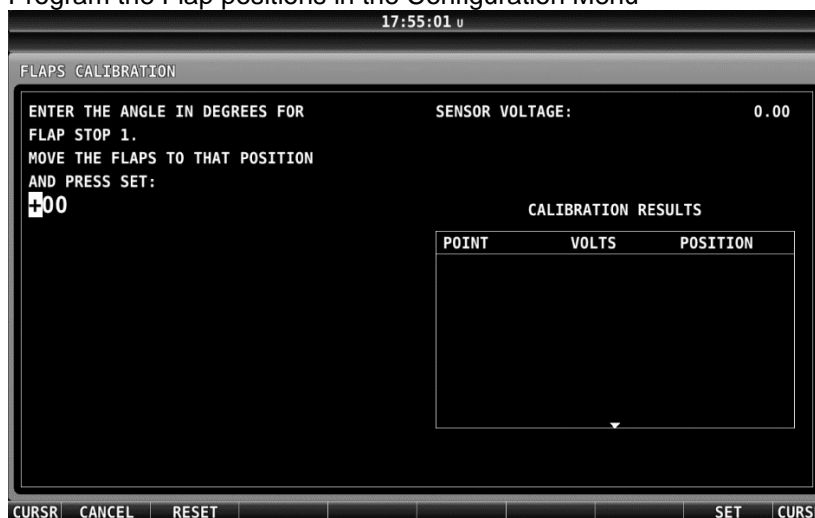 Program the Flap positions in the Configuration Menu
17:55:01 U
FLAPS CALIBRATION
ENTER THE ANGLE IN DEGREES FOR
FLAP STOP 1.
MOVE THE FLAPS TO THAT POSITION
AND PRESS SET:
+00
SENSOR VOLTAGE: 0.00
CALIBRATION RESULTS
POINT VOLTS POSITION
CURSR CANCEL RESET SET CURS